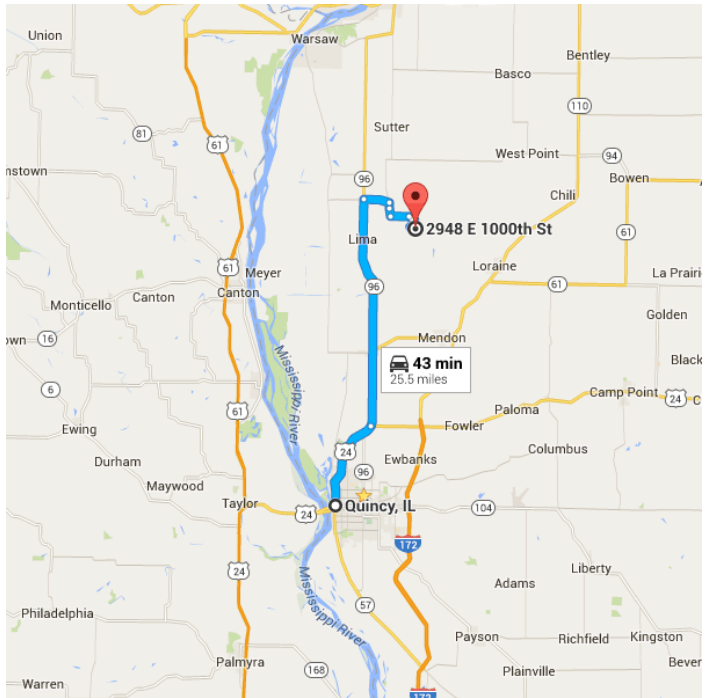 Warsaw
Union
Bentley
Basco
110
81
61
Sutter
West Point
94
mstown
96
Bowen
Chili
2948 E 1000th St
61
Lima
Loraine
61
Meyer
96
61
La Prairie
Canton
Canton
Monticello
Golden
16
own
Mendon
Mississippi River
43 min
25.5 miles
Black
6
Camp Point
24
C
61
Paloma
Ewing
24
Fowler
Columbus
Durham
96
Ewbanks
Maywood
Taylor
24
Quincy, IL
104
172
24
Liberty
Mississippi River
Adams
57
Philadelphia
Payson
Richfield
Kingston
Palmyra
168
Bever
Plainville
Warren
172